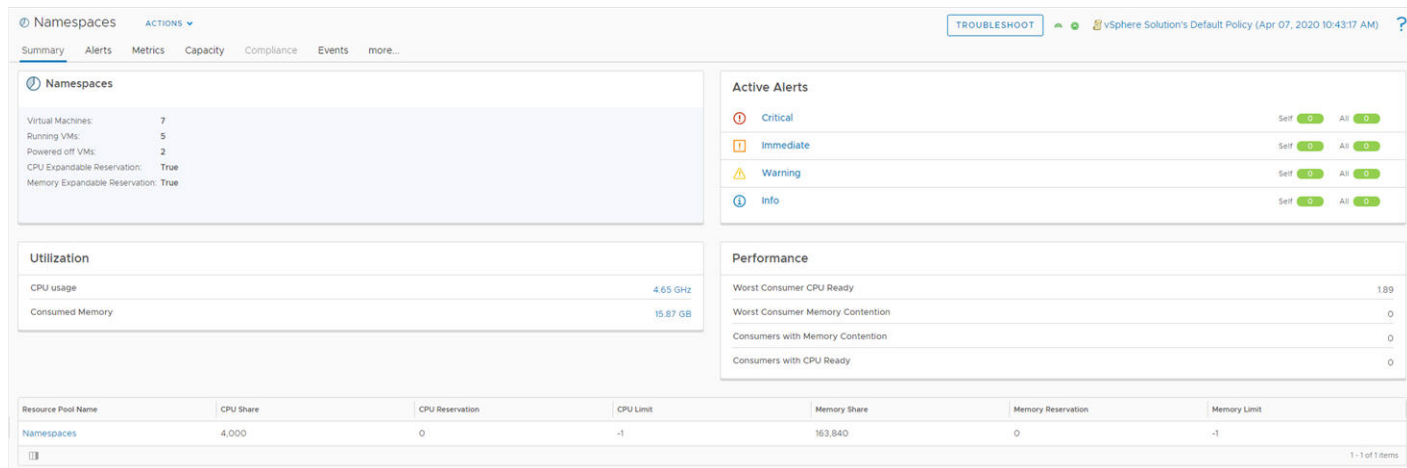 Namespaces ACTIONS TROUBLESHOOT vSphere Solution's Default Policy (Apr 07, 2020 10:43:17 AM) ?
Summary Alerts Metrics Capacity Compliance Events more...
Namespaces
Virtual Machines: 7
Running VMs: 5
Powered off VMs: 2
CPU Expandable Reservation: True
Memory Expandable Reservation: True
Active Alerts
Critical Self 0 All 0
Immediate Self 0 All 0
Warning Self 0 All 0
Info Self 0 All 0
Utilization
CPU usage 4.65 GHz
Consumed Memory 15.87 GB
Performance
Worst Consumer CPU Ready 1.89
Worst Consumer Memory Contention 0
Consumers with Memory Contention 0
Consumers with CPU Ready 0
Resource Pool Name CPU Share CPU Reservation CPU Limit Memory Share Memory Reservation Memory Limit
Namespaces 4,000 0 -1 163,840 0 -1
1 - 1 of 1 items